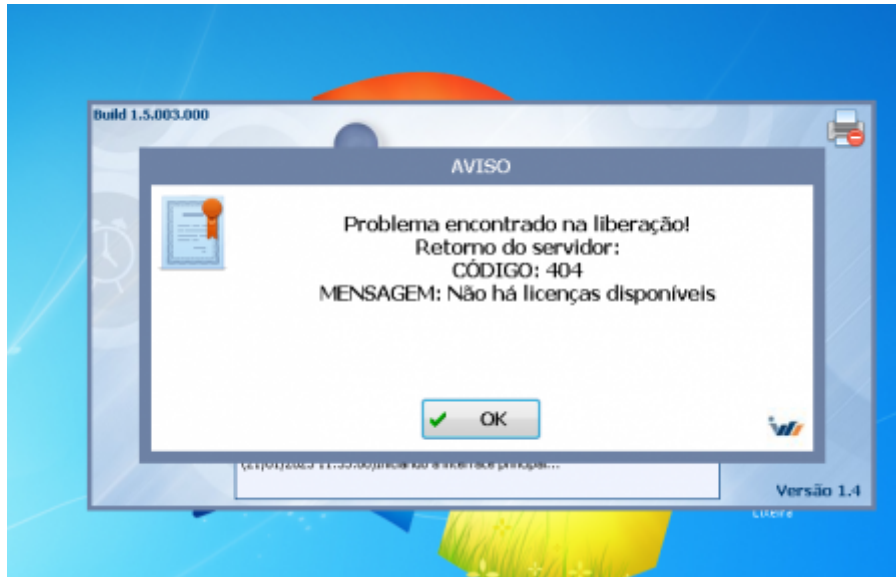 Build 1.5.003.000
AVISO
Problema encontrado na liberação!
Retorno do servidor:
CÓDIGO: 404
MENSAGEM: Não há licenças disponíveis
OK
principal...
Versão 1.4